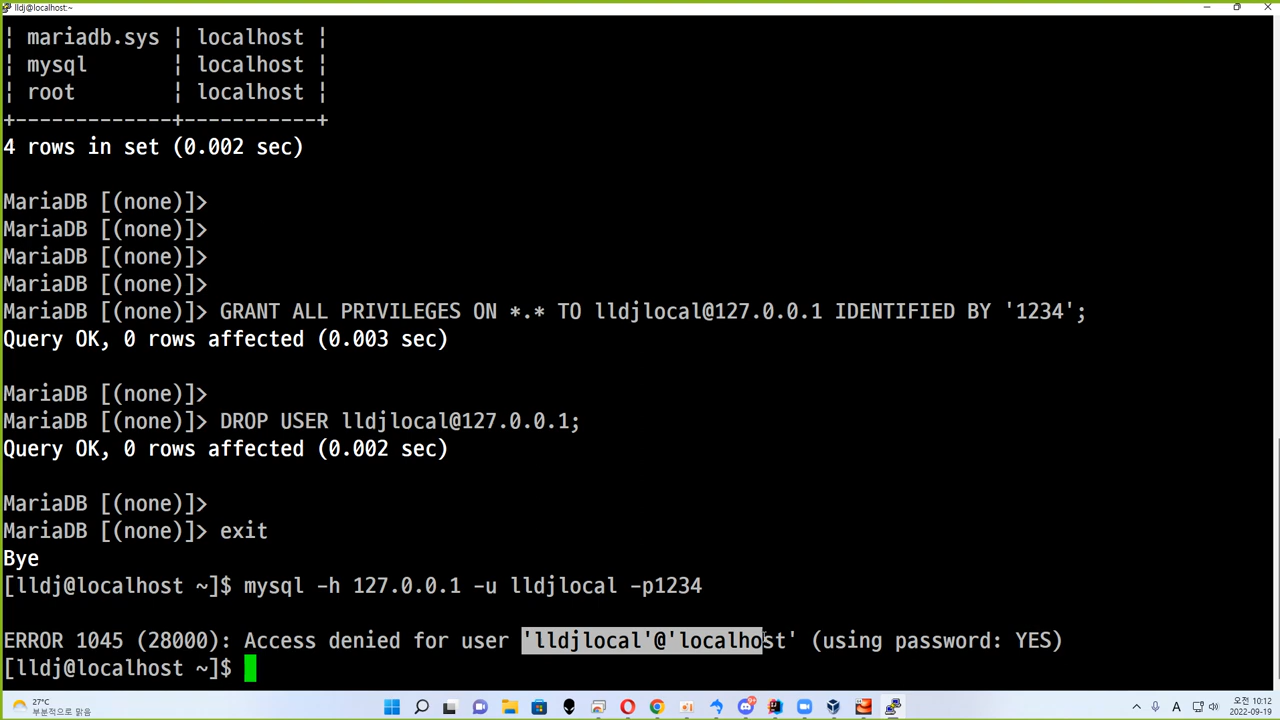 lldj@localhost:~
¦ mariadb.sys ¦ localhost ¦
¦ mysql       ¦ localhost ¦
¦ root        ¦ localhost ¦
+-------------+-----------+
4 rows in set (0.002 sec)
MariaDB [(none)]>
MariaDB [(none)]>
MariaDB [(none)]>
MariaDB [(none)]>
MariaDB [(none)]> GRANT ALL PRIVILEGES ON *.* TO lldjlocal@127.0.0.1 IDENTIFIED BY '1234';
Query OK, 0 rows affected (0.003 sec)
MariaDB [(none)]>
MariaDB [(none)]> DROP USER lldjlocal@127.0.0.1;
Query OK, 0 rows affected (0.002 sec)
MariaDB [(none)]>
MariaDB [(none)]> exit
Bye
[lldj@localhost ~]$ mysql -h 127.0.0.1 -u lldjlocal -p1234
ERROR 1045 (28000): Access denied for user 'lldjlocal'@'localhost' (using password: YES)
[lldj@localhost ~]$
27°C
부분적으로 맑음
A
오전 10:12
2022-09-19